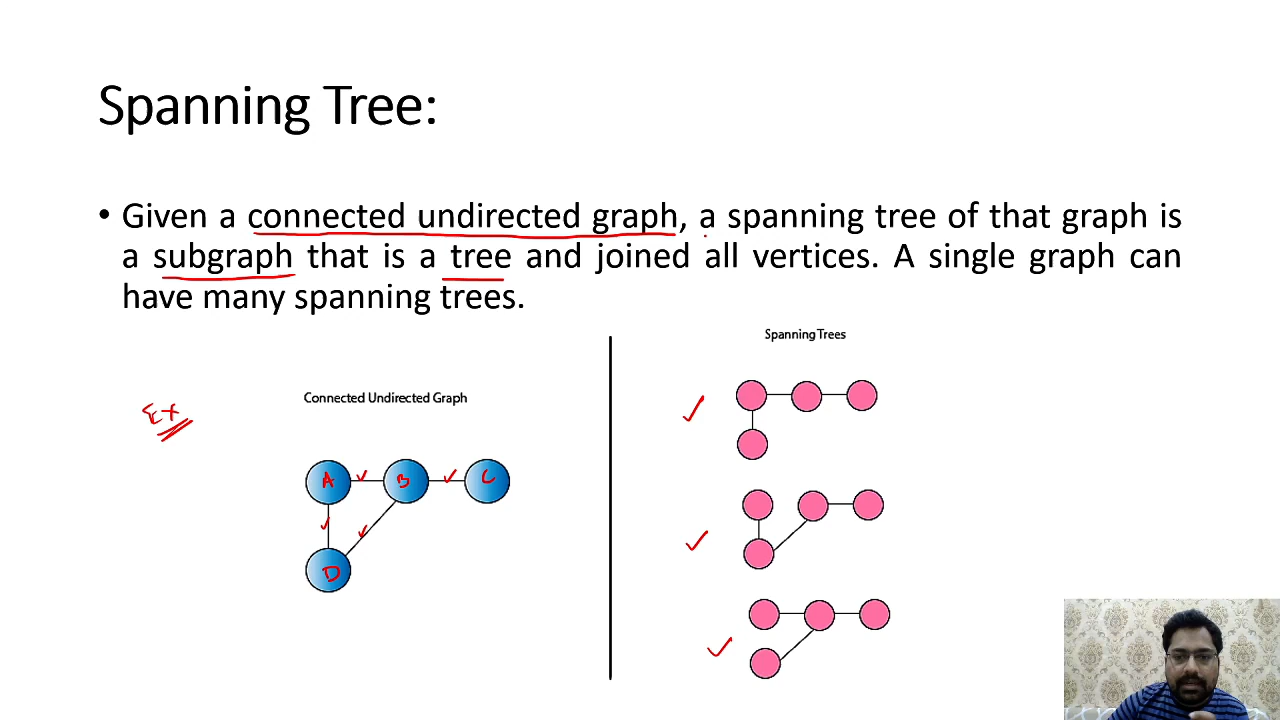 Spanning Tree:
• Given a connected undirected graph, a spanning tree of that graph is
a subgraph that is a tree and joined all vertices. A single graph can
have many spanning trees.
Spanning Trees
Connected Undirected Graph
Ex
A B C
D